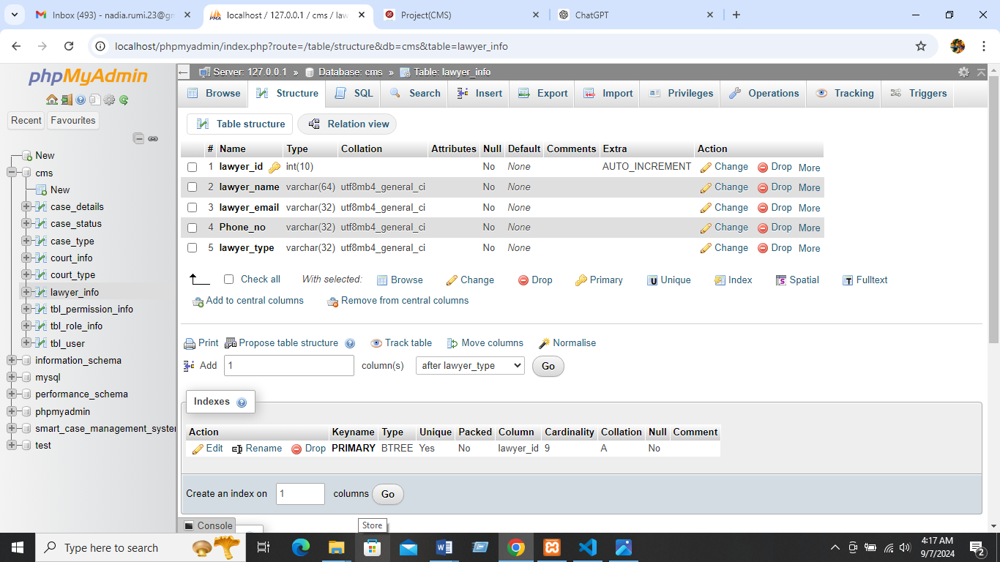 Inbox (493) - nadia.rumi.23@gm
localhost / 127.0.0.1 / cms / law
Project(CMS)
ChatGPT
localhost/phpmyadmin/index.php?route=/table/structure&db=cms&table=lawyer_info
phpMyAdmin
Recent Favourites
New
cms
New
case_details
case_status
case_type
court_info
court_type
lawyer_info
tbl_permission_info
tbl_role_info
tbl_user
information_schema
mysql
performance_schema
phpmyadmin
smart_case_management_system
test
Server: 127.0.0.1 » Database: cms » Table: lawyer_info
Browse Structure SQL Search Insert Export Import Privileges Operations Tracking Triggers
Table structure Relation view
# Name Type Collation Attributes Null Default Comments Extra Action
1 lawyer_id int(10) No None AUTO_INCREMENT Change Drop More
2 lawyer_name varchar(64) utf8mb4_general_ci No None Change Drop More
3 lawyer_email varchar(32) utf8mb4_general_ci No None Change Drop More
4 Phone_no varchar(32) utf8mb4_general_ci No None Change Drop More
5 lawyer_type varchar(32) utf8mb4_general_ci No None Change Drop More
Check all With selected: Browse Change Drop Primary Unique Index Spatial Fulltext
Add to central columns Remove from central columns
Print Propose table structure Track table Move columns Normalise
Add 1 column(s) after lawyer_type Go
Indexes
Action Keyname Type Unique Packed Column Cardinality Collation Null Comment
Edit Rename Drop PRIMARY BTREE Yes No lawyer_id 9 A No
Create an index on 1 columns Go
Console
Store
Type here to search
4:17 AM
9/7/2024
2